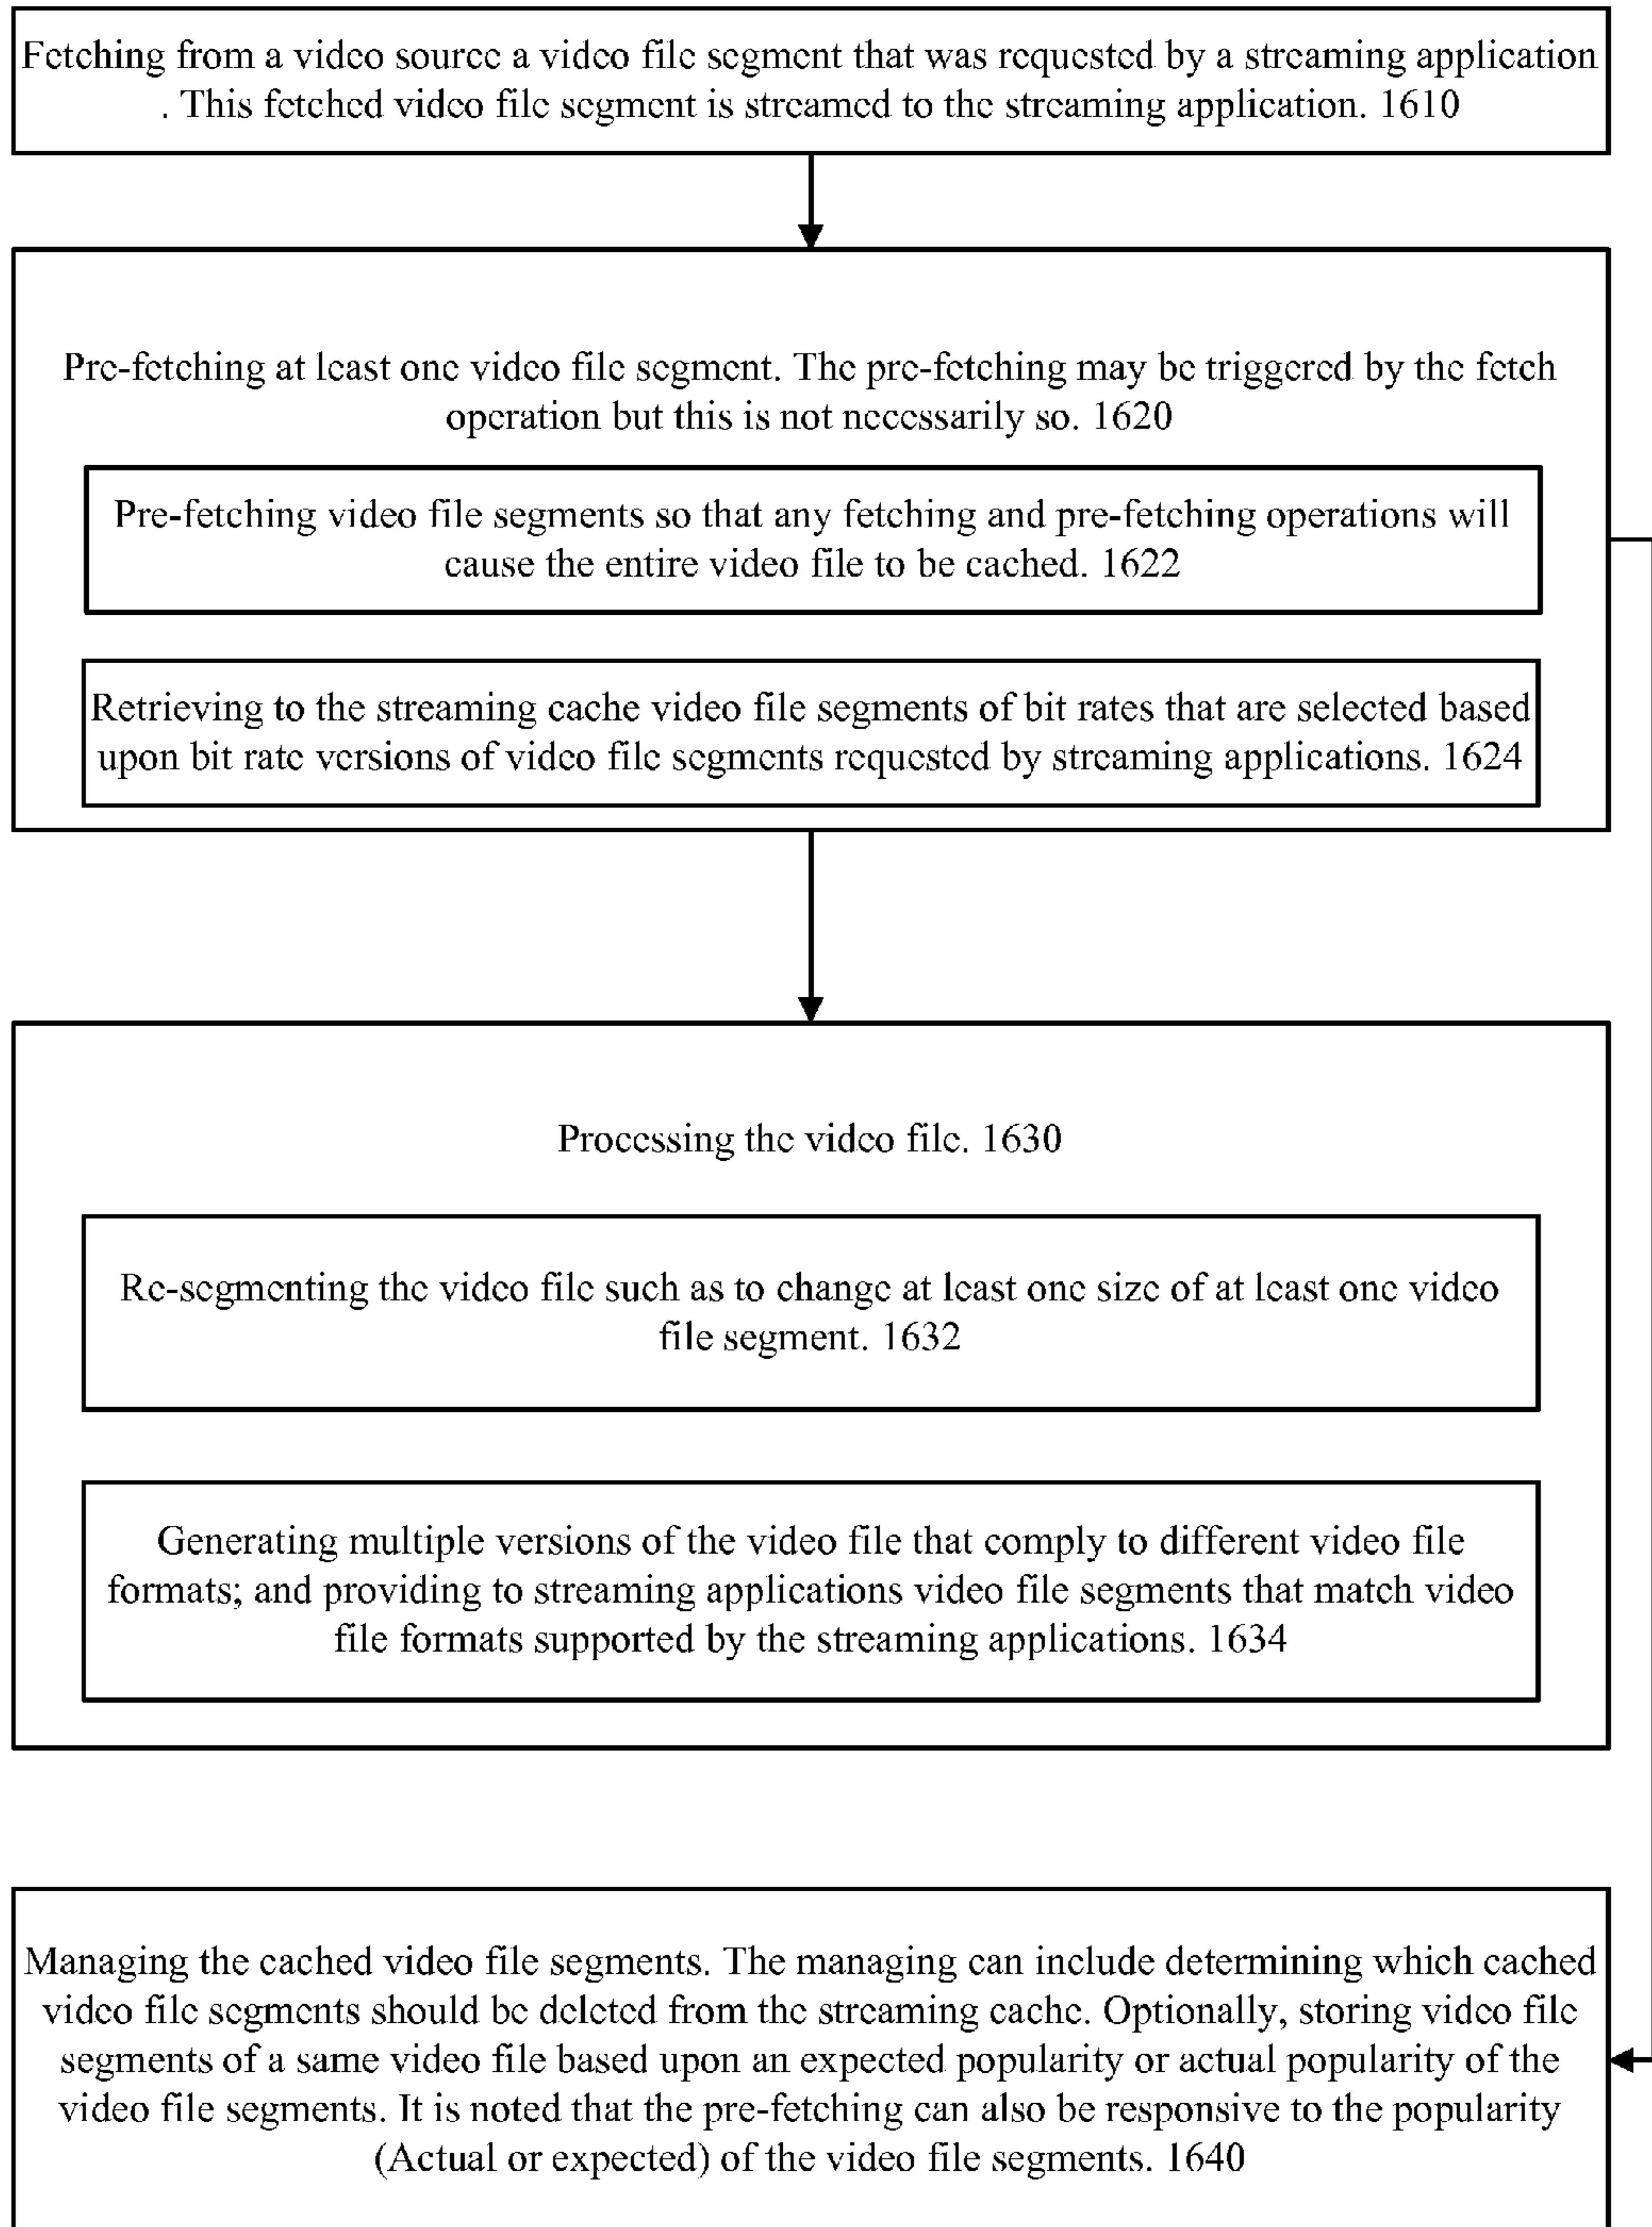 Fetching from a video source a video file segment that was requested by a streaming application
. This fetched video file segment is streamed to the streaming application. 1610
Pre-fetching at least one video file segment. The pre-fetching may be triggered by the fetch
operation but this is not necessarily so. 1620
Pre-fetching video file segments so that any fetching and pre-fetching operations will
cause the entire video file to be cached. 1622
Retrieving to the streaming cache video file segments of bit rates that are selected based
upon bit rate versions of video file segments requested by streaming applications. 1624
Processing the video file. 1630
Re-segmenting the video file such as to change at least one size of at least one video
file segment. 1632
Generating multiple versions of the video file that comply to different video file
formats; and providing to streaming applications video file segments that match video
file formats supported by the streaming applications. 1634
Managing the cached video file segments. The managing can include determining which cached
video file segments should be deleted from the streaming cache. Optionally, storing video file
segments of a same video file based upon an expected popularity or actual popularity of the
video file segments. It is noted that the pre-fetching can also be responsive to the popularity
(Actual or expected) of the video file segments. 1640